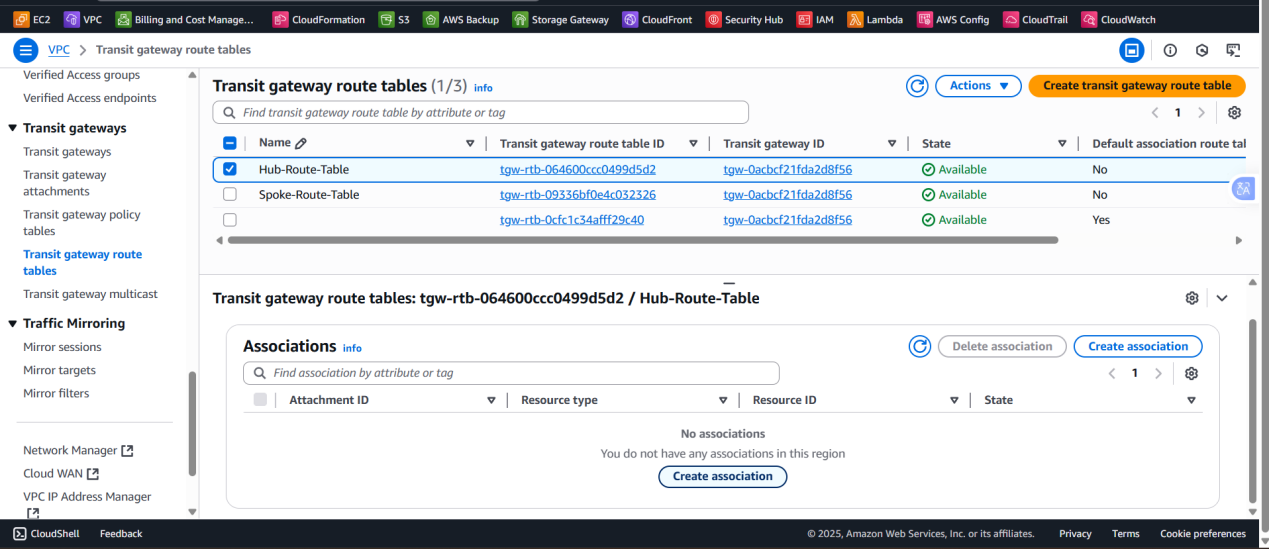 EC2 VPC Billing and Cost Manage... CloudFormation S3 AWS Backup Storage Gateway CloudFront Security Hub IAM Lambda AWS Config CloudTrail CloudWatch
VPC > Transit gateway route tables
Verified Access groups
Verified Access endpoints
Transit gateways
Transit gateways
Transit gateway
attachments
Transit gateway policy
tables
Transit gateway route
tables
Transit gateway multicast
Traffic Mirroring
Mirror sessions
Mirror targets
Mirror filters
Network Manager
Cloud WAN
VPC IP Address Manager
Transit gateway route tables (1/3) info
Actions
Create transit gateway route table
Find transit gateway route table by attribute or tag
1
Name Transit gateway route table ID Transit gateway ID State Default association route tal
Hub-Route-Table tgw-rtb-064600ccc0499d5d2 tgw-0acbcf21fda2d8f56 Available No
Spoke-Route-Table tgw-rtb-09336bf0e4c032326 tgw-0acbcf21fda2d8f56 Available No
tgw-rtb-0cfc1c34afff29c40 tgw-0acbcf21fda2d8f56 Available Yes
Transit gateway route tables: tgw-rtb-064600ccc0499d5d2 / Hub-Route-Table
Associations info
Delete association
Create association
Find association by attribute or tag
1
Attachment ID Resource type Resource ID State
No associations
You do not have any associations in this region
Create association
CloudShell Feedback © 2025, Amazon Web Services, Inc. or its affiliates. Privacy Terms Cookie preferences